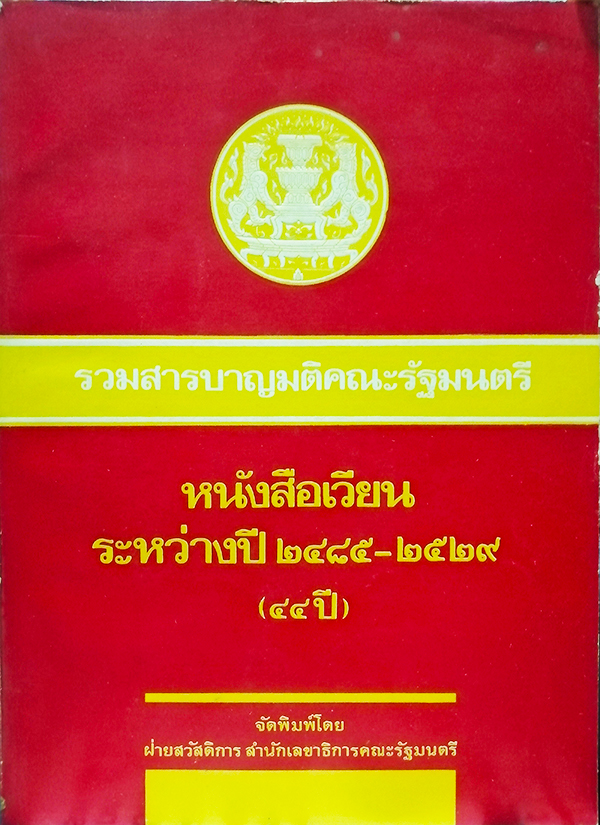 รวมสารบาญมติคณะรัฐมนตรี
หนังสือเวียน
ระหว่างปี ๒๔๘๕-๒๕๒๙
(๔๔ ปี)
จัดพิมพ์โดย
ฝ่ายสวัสดิการ สำนักเลขาธิการคณะรัฐมนตรี